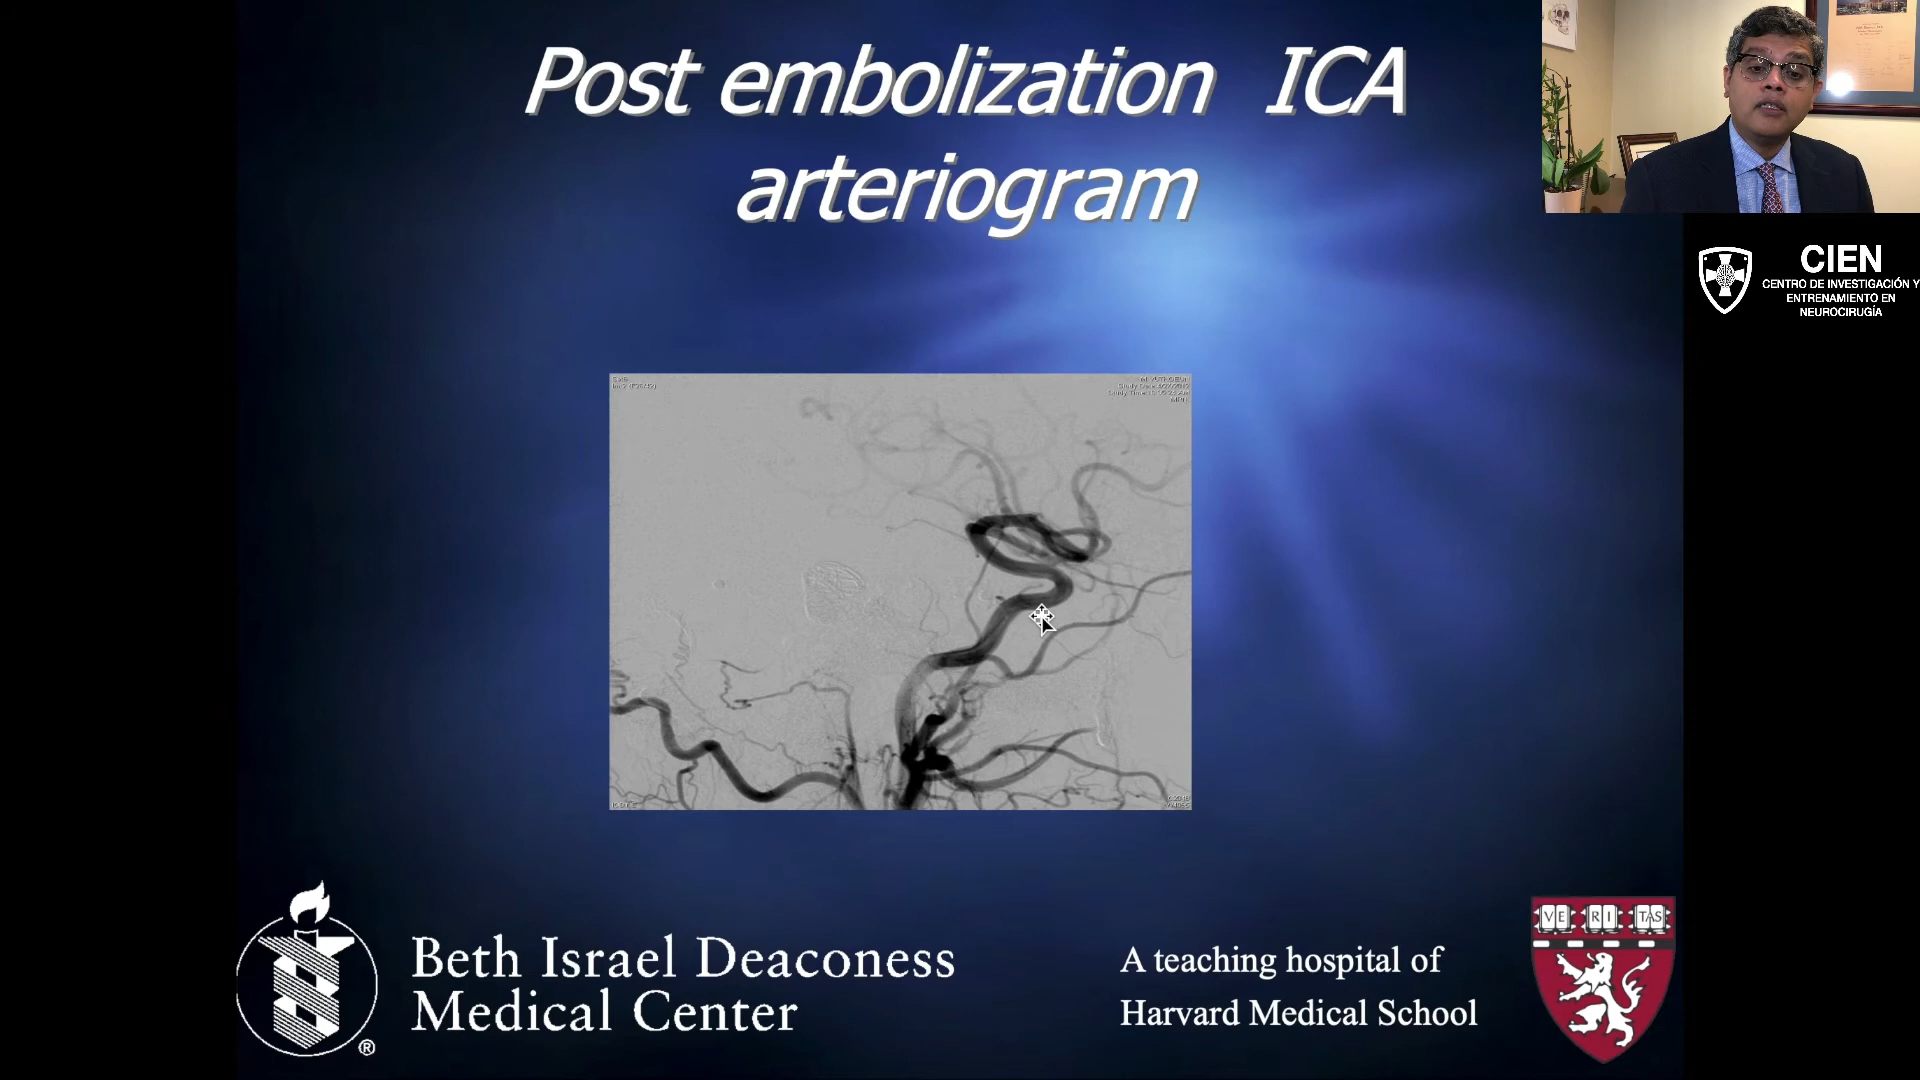 Post embolization ICA
arteriogram
CIEN
CENTRO DE INVESTIGACIÓN Y
ENTRENAMIENTO EN
NEUROCIRUGÍA
Beth Israel Deaconess
Medical Center
®
A teaching hospital of
Harvard Medical School
VE RI TAS